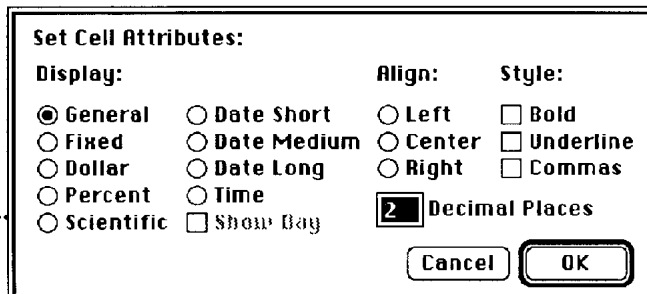 Set Cell Attributes:
Display: Align: Style:
General Date Short Left Bold
Fixed Date Medium Center Underline
Dollar Date Long Right Commas
Percent Time
2 Decimal Places
Scientific Show Day
Cancel OK